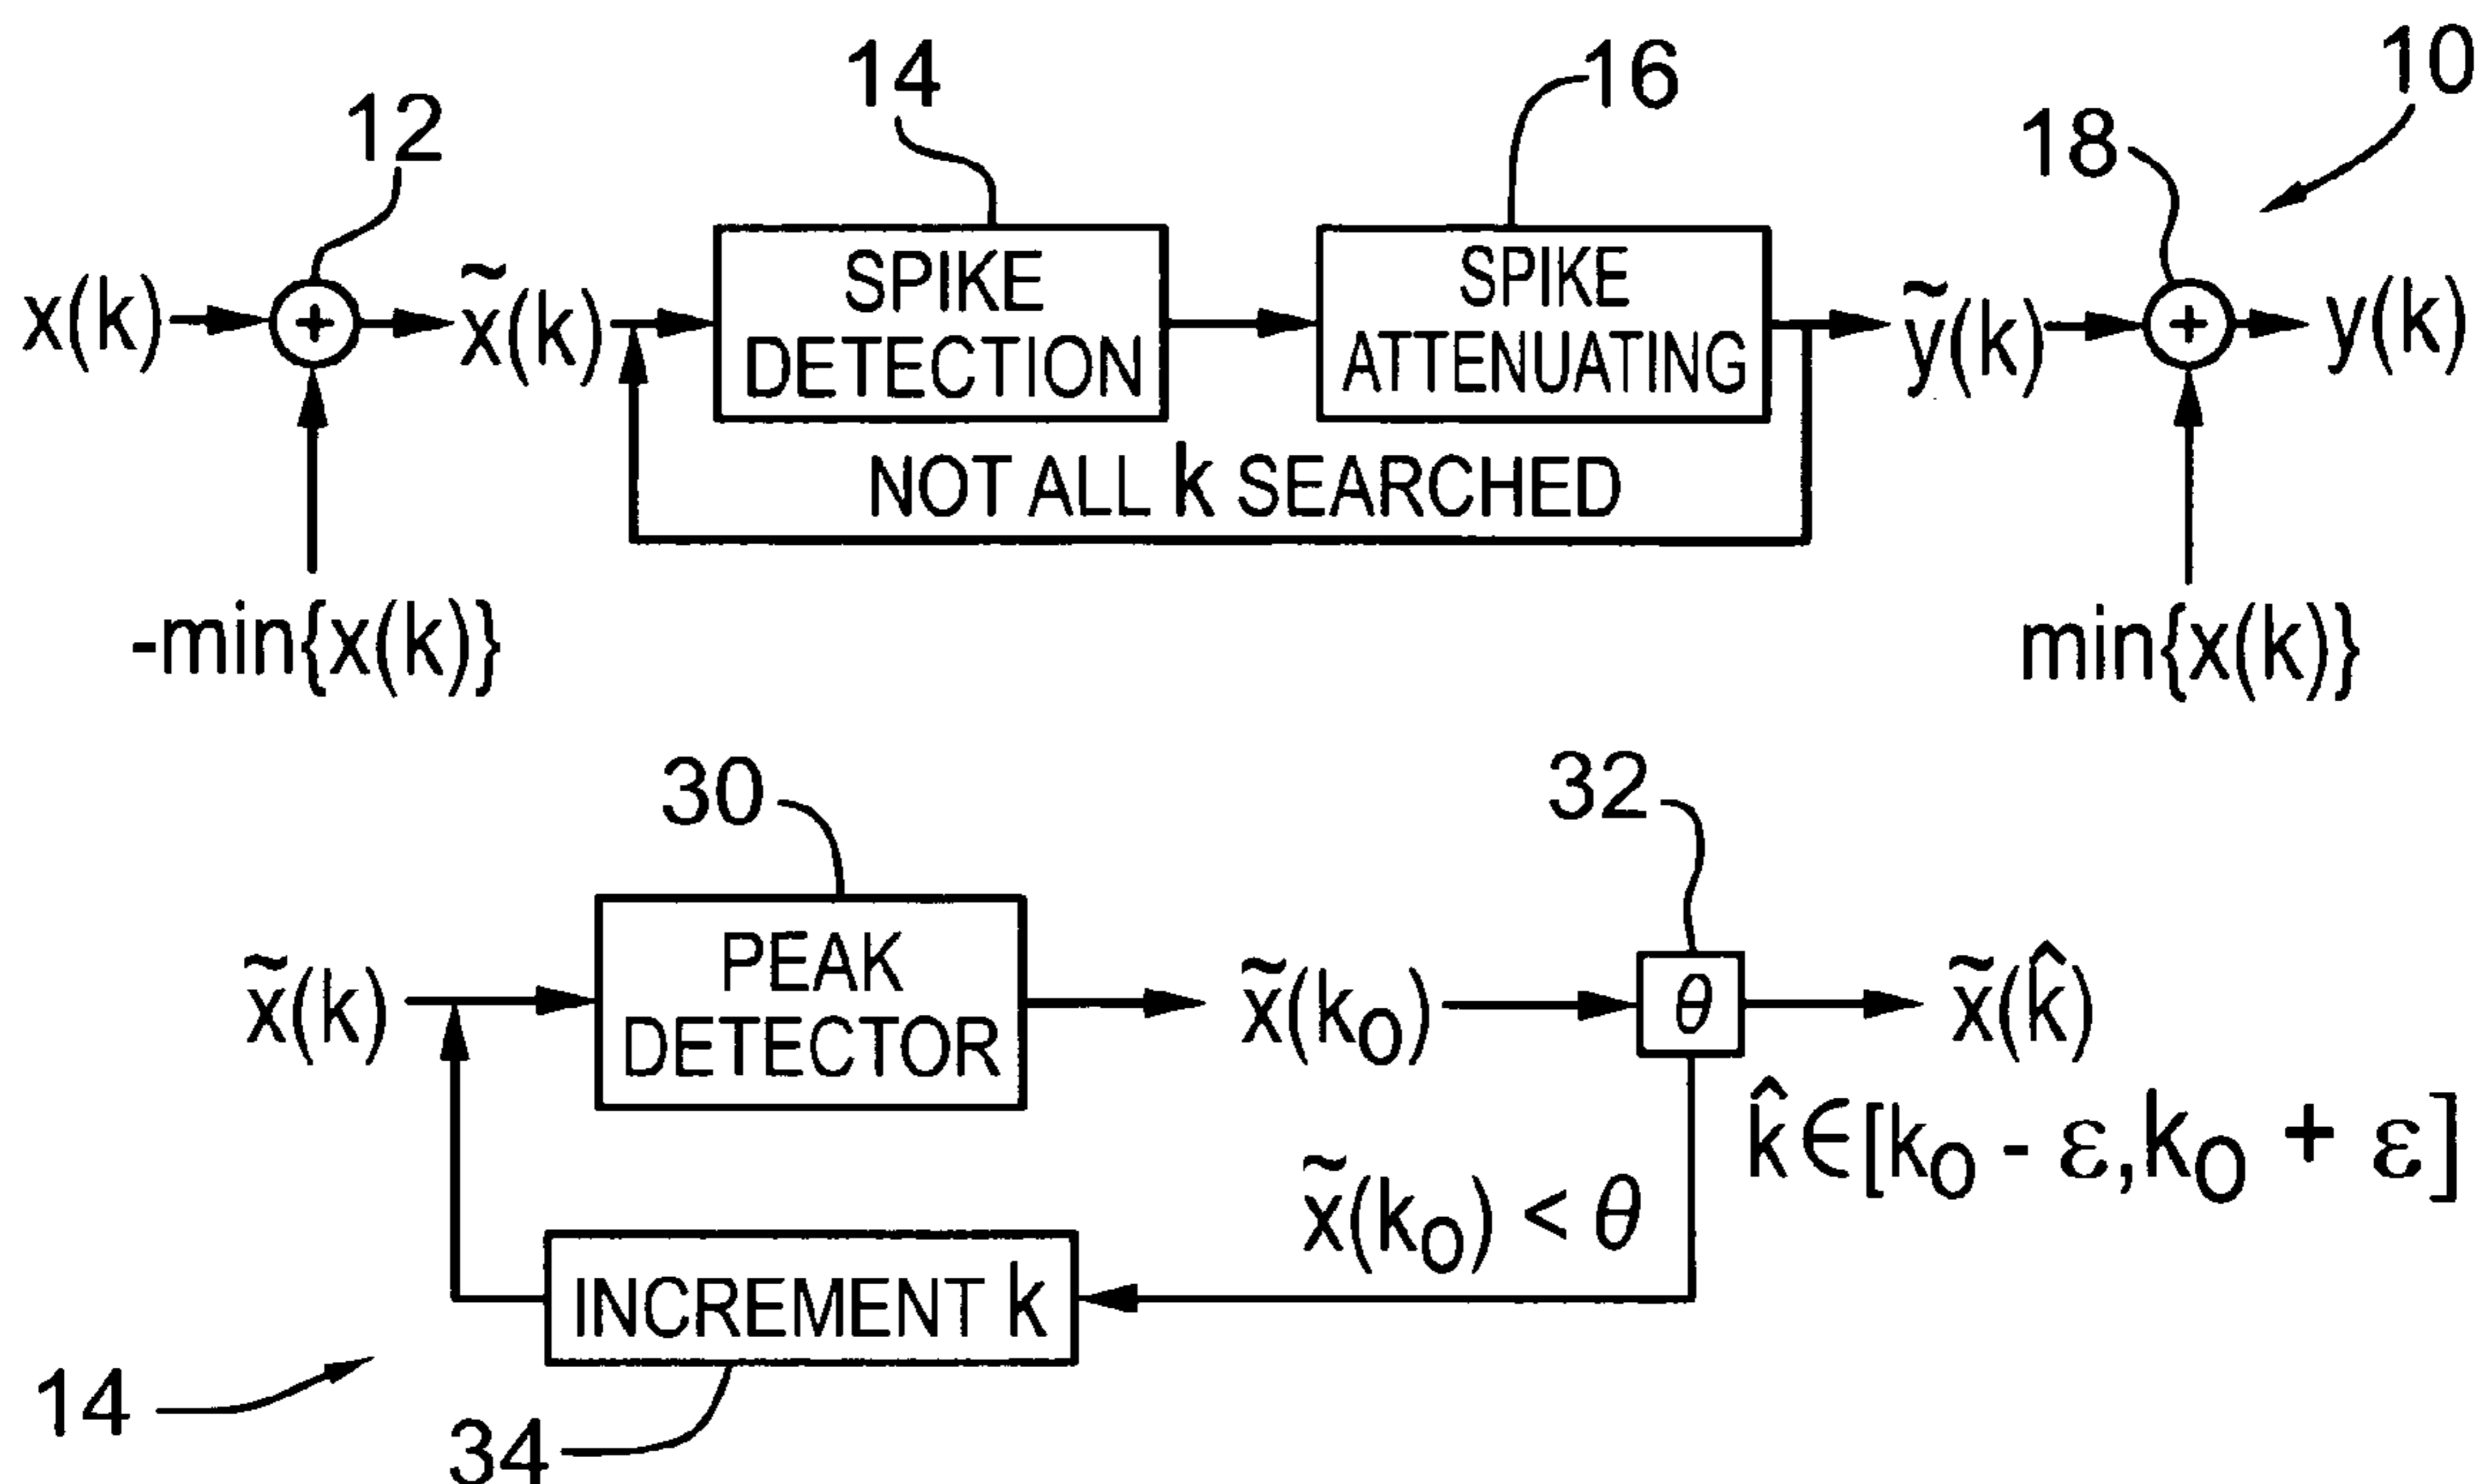 10
14
16
12
18
x(k)
+
x̃(k)
SPIKE
DETECTION
SPIKE
ATTENUATING
ỹ(k)
+
y(k)
NOT ALL k SEARCHED
-min{x(k)}
min{x(k)}
30
32
x̃(k)
PEAK
DETECTOR
x̃(k₀)
θ
x̃(k̂)
k̂ ∈ [k₀ - ε, k₀ + ε]
x̃(k₀) < θ
INCREMENT k
14
34